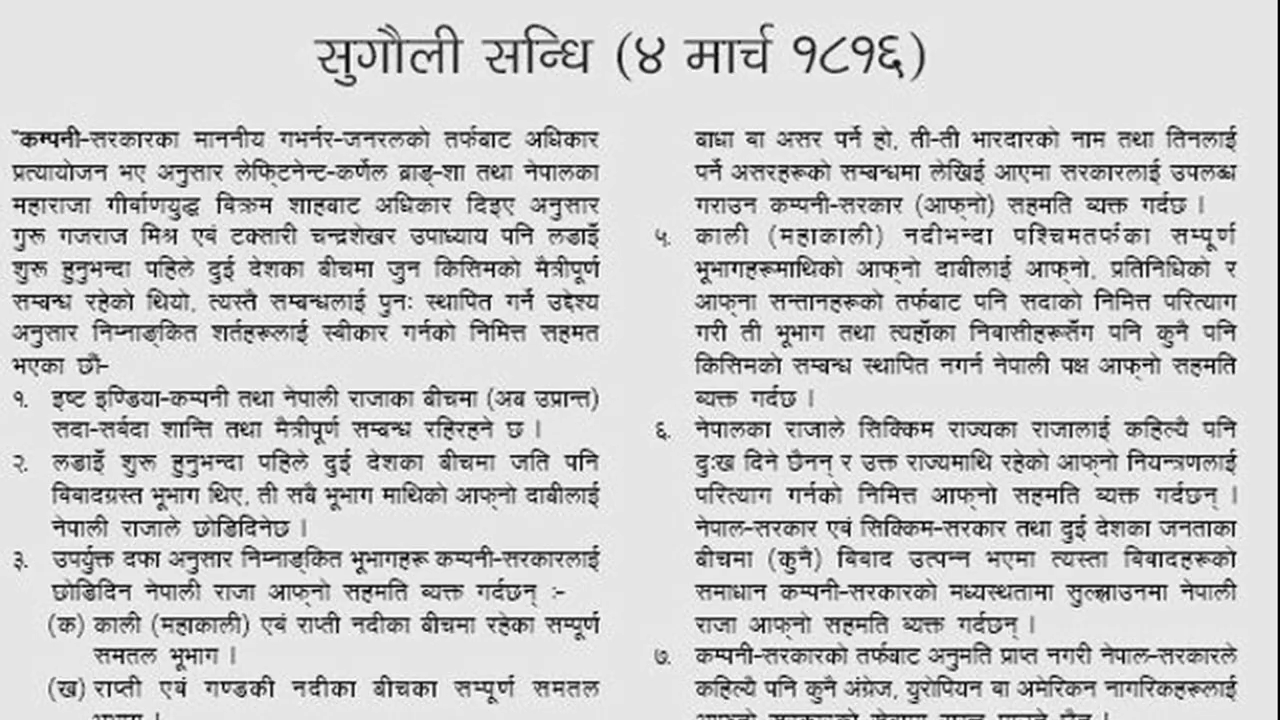 सुगौली सन्धि (४ मार्च १८१६)
"कम्पनी-सरकारका माननीय गभर्नर-जनरलको तर्फबाट अधिकार
प्रत्यायोजन भए अनुसार लेफ्टिनेन्ट-कर्णेल ब्राड्-शा तथा नेपालका
महाराजा गीर्वाणयुद्ध विक्रम शाहबाट अधिकार दिइए अनुसार
गुरू गजराज मिश्र एवं टक्सारी चन्द्रशेखर उपाध्याय पनि लडाइँ
शुरू हुनुभन्दा पहिले दुई देशका बीचमा जुन किसिमको मैत्रीपूर्ण
सम्बन्ध रहेको थियो, त्यस्तै सम्बन्धलाई पुनः स्थापित गर्ने उद्देश्य
अनुसार निम्नाङ्कित शर्तहरूलाई स्वीकार गर्नको निमित्त सहमत
भएका छौं-
१. इष्ट इण्डिया-कम्पनी तथा नेपाली राजाका बीचमा (अब उप्रान्त)
सदा-सर्बदा शान्ति तथा मैत्रीपूर्ण सम्बन्ध रहिरहने छ ।
२. लडाइँ शुरू हुनुभन्दा पहिले दुई देशका बीचमा जति पनि
विबादग्रस्त भूभाग थिए, ती सबै भूभाग माथिको आफ्नो दाबीलाई
नेपाली राजाले छोडिदिनेछ ।
३. उपर्युक्त दफा अनुसार निम्नाङ्कित भूभागहरू कम्पनी-सरकारलाई
छोडिदिन नेपाली राजा आफ्नो सहमति ब्यक्त गर्दछन् :-
(क) काली (महाकाली) एबं राप्ती नदीका बीचमा रहेका सम्पूर्ण
समतल भूभाग ।
(ख) राप्ती एबं गण्डकी नदीका बीचका सम्पूर्ण समतल
बाधा बा असर पर्ने हो, ती-ती भारदारको नाम तथा तिनलाई
पर्ने असरहरूको सम्बन्धमा लेखिई आएमा सरकारलाई उपलब्ध
गराउन कम्पनी-सरकार (आफ्नो) सहमति ब्यक्त गर्दछ ।
५. काली (महाकाली) नदीभन्दा पश्चिमतर्फका सम्पूर्ण
भूभागहरूमाथिको आफ्नो दाबीलाई आफ्नो, प्रतिनिधिको र
आफ्ना सन्तानहरूको तर्फबाट पनि सदाको निमित्त परित्याग
गरी ती भूभाग तथा त्यहाँका निबासीहरूसँग पनि कुनै पनि
किसिमको सम्बन्ध स्थापित नगर्न नेपाली पक्ष आफ्नो सहमति
ब्यक्त गर्दछ ।
६. नेपालका राजाले सिक्किम राज्यका राजालाई कहिल्यै पनि
दुःख दिने छैनन् र उक्त राज्यमाथि रहेको आफ्नो नियन्त्रणलाई
परित्याग गर्नको निमित्त आफ्नो सहमति ब्यक्त गर्दछन् ।
नेपाल-सरकार एबं सिक्किम-सरकार तथा दुई देशका जनताका
बीचमा (कुनै) बिबाद उत्पन्न भएमा त्यस्ता बिबादहरूको
समाधान कम्पनी-सरकारको मध्यस्थतामा सुल्झाउनमा नेपाली
राजा आफ्नो सहमति ब्यक्त गर्दछन् ।
७. कम्पनी-सरकारको तर्फबाट अनुमति प्राप्त नगरी नेपाल-सरकारले
कहिल्यै पनि कुनै अंग्रेज, युरोपियन बा अमेरिकन नागरिकहरूलाई